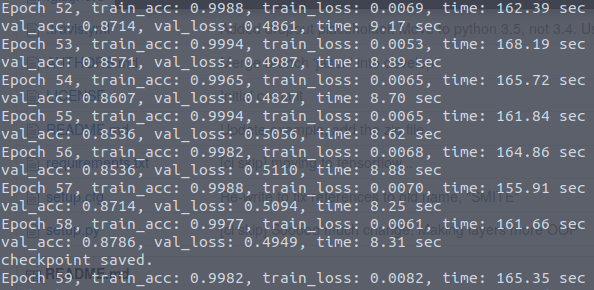 Epoch 52, train_acc: 0.9988, train_loss: 0.0069, time: 162.39 sec
val_acc: 0.8714, val_loss: 0.4861, time: 9.17 sec
Epoch 53, train_acc: 0.9994, train_loss: 0.0053, time: 168.19 sec
val_acc: 0.8571, val_loss: 0.4987, time: 8.89 sec
Epoch 54, train_acc: 0.9965, train_loss: 0.0065, time: 165.72 sec
val_acc: 0.8607, val_loss: 0.4827, time: 8.70 sec
Epoch 55, train_acc: 0.9994, train_loss: 0.0065, time: 161.84 sec
val_acc: 0.8536, val_loss: 0.5056, time: 7.62 sec
Epoch 56, train_acc: 0.9982, train_loss: 0.0068, time: 164.86 sec
val_acc: 0.8536, val_loss: 0.5110, time: 8.88 sec
Epoch 57, train_acc: 0.9988, train_loss: 0.0070, time: 155.91 sec
val_acc: 0.8714, val_loss: 0.5094, time: 8.25 sec
Epoch 58, train_acc: 0.9977, train_loss: 0.0061, time: 161.66 sec
val_acc: 0.8786, val_loss: 0.4949, time: 8.31 sec
checkpoint saved.
README.md
Epoch 59, train_acc: 0.9982, train_loss: 0.0082, time: 165.35 sec